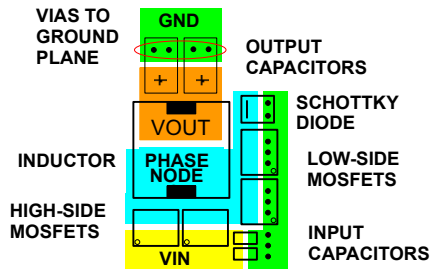 VIAS TO
GROUND
PLANE
GND
OUTPUT
CAPACITORS
+ +
VOUT
SCHOTTKY
DIODE
INDUCTOR
PHASE
NODE
LOW-SIDE
MOSFETS
HIGH-SIDE
MOSFETS
VIN
INPUT
CAPACITORS